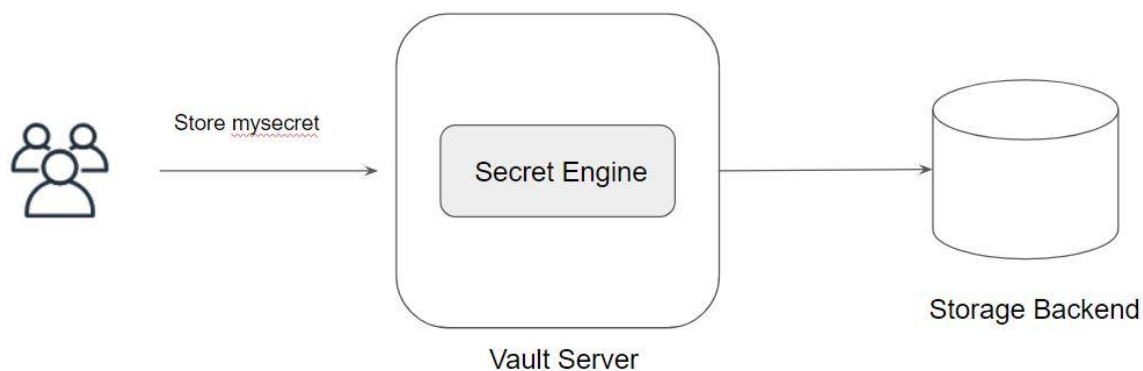 Store mysecret
Secret Engine
Storage Backend
Vault Server